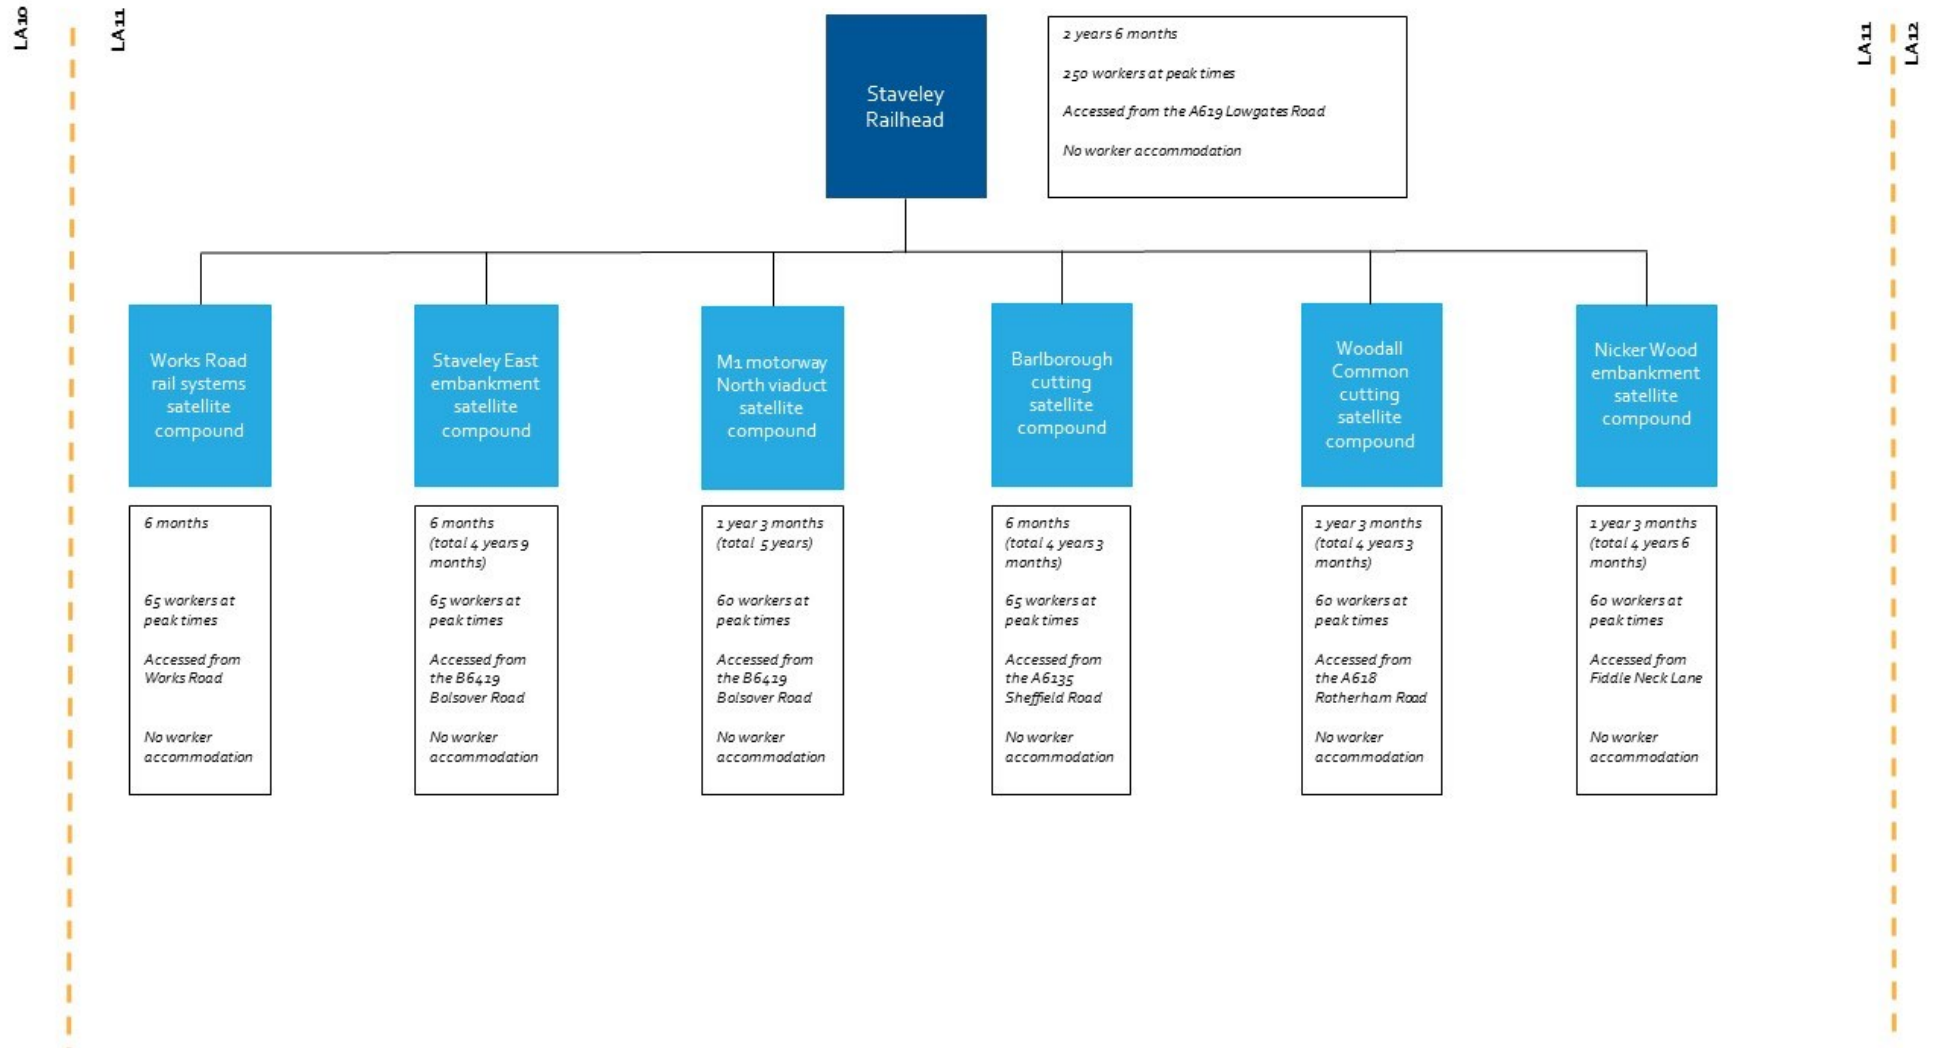 LA10
LA11
LA11
LA12
Staveley
Railhead
2 years 6 months
250 workers at peak times
Accessed from the A619 Lowgates Road
No worker accommodation
Works Road
rail systems
satellite
compound
Staveley East
embankment
satellite
compound
M1 motorway
North viaduct
satellite
compound
Barlborough
cutting
satellite
compound
Woodall
Common
cutting
satellite
compound
Nicker Wood
embankment
satellite
compound
6 months
65 workers at
peak times
Accessed from
Works Road
No worker
accommodation
6 months
(total 4 years 9
months)
65 workers at
peak times
Accessed from
the B6419
Bolsover Road
No worker
accommodation
1 year 3 months
(total 5 years)
60 workers at
peak times
Accessed from
the B6419
Bolsover Road
No worker
accommodation
6 months
(total 4 years 3
months)
65 workers at
peak times
Accessed from
the A6135
Sheffield Road
No worker
accommodation
1 year 3 months
(total 4 years 3
months)
60 workers at
peak times
Accessed from
the A618
Rotherham Road
No worker
accommodation
1 year 3 months
(total 4 years 6
months)
60 workers at
peak times
Accessed from
Fiddle Neck Lane
No worker
accommodation